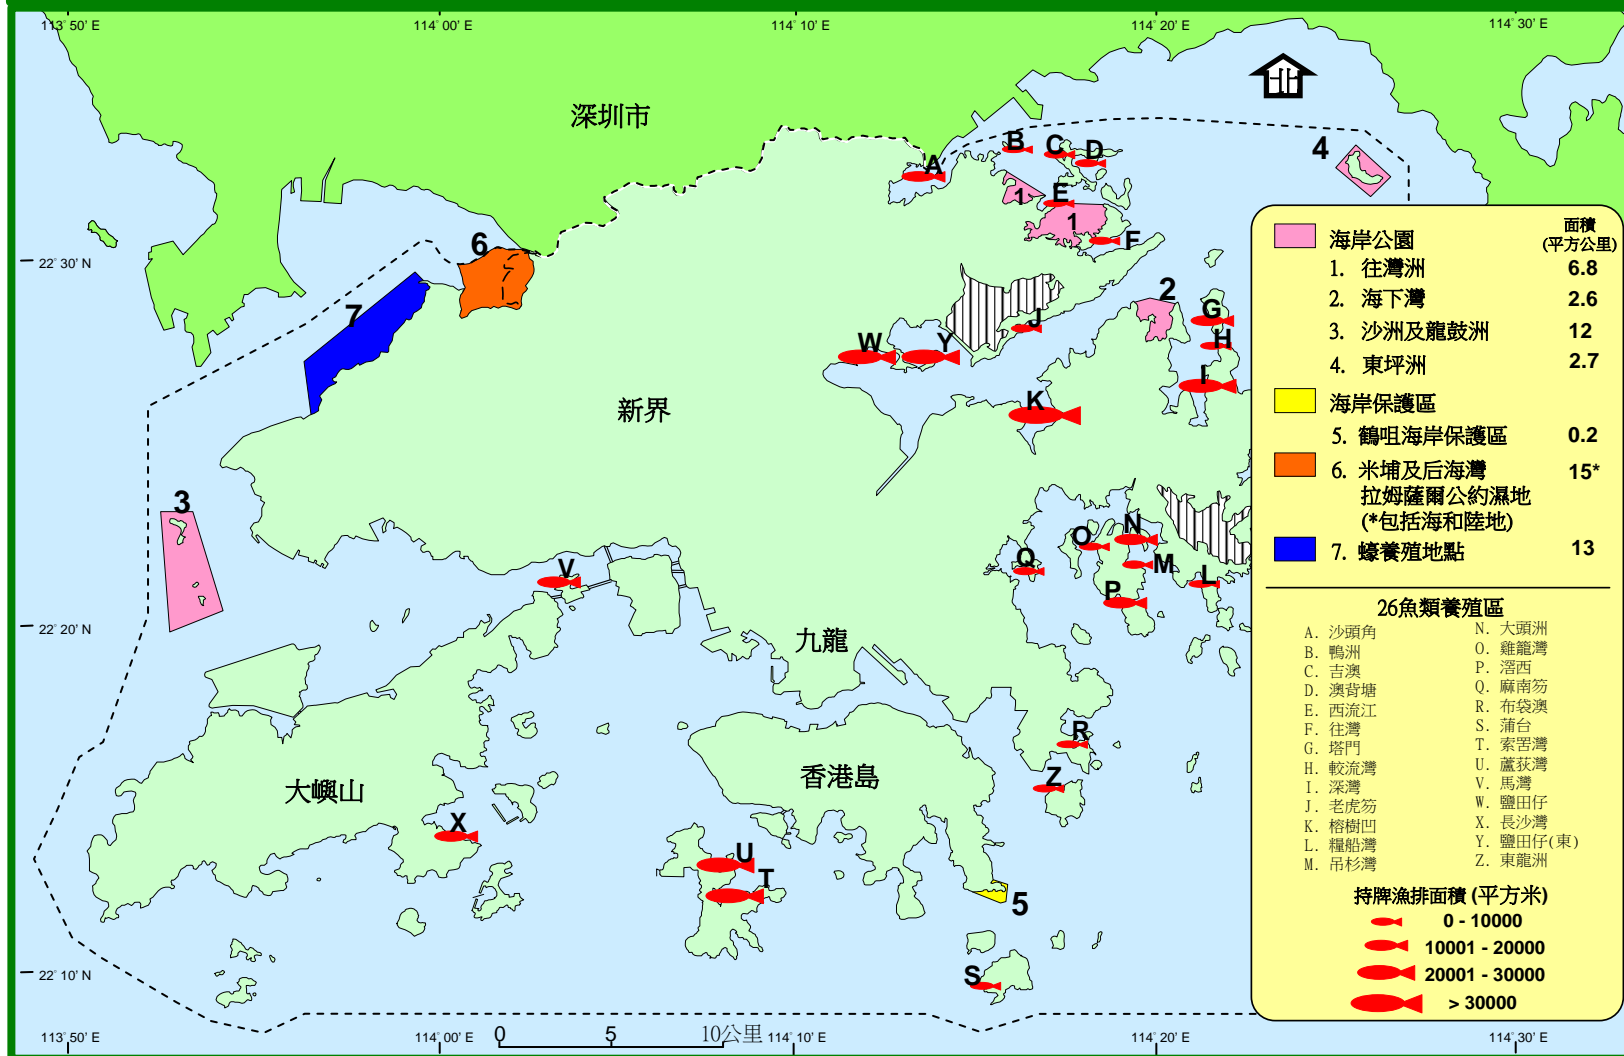 113° 50' E
114° 00' E
114° 10' E
114° 20' E
114° 30' E
北
深圳市
B
C
D
A
4
E
1
1
F
6
22° 30' N
7
2
G
J
H
W
Y
I
K
新界
3
O
N
Q
M
V
L
P
22° 20' N
九龍
R
Z
大嶼山
香港島
X
U
T
5
S
22° 10' N
0
5
10公里
113° 50' E
114° 00' E
114° 10' E
114° 20' E
114° 30' E
面積
(平方公里)
海岸公園
1. 往灣洲 6.8
2. 海下灣 2.6
3. 沙洲及龍鼓洲 12
4. 東坪洲 2.7
海岸保護區
5. 鶴咀海岸保護區 0.2
6. 米埔及后海灣 15*
拉姆薩爾公約濕地
(*包括海和陸地)
7. 蠔養殖地點 13
26魚類養殖區
A. 沙頭角
B. 鴨洲
C. 吉澳
D. 澳背塘
E. 西流江
F. 往灣
G. 塔門
H. 較流灣
I. 深灣
J. 老虎笏
K. 榕樹凹
L. 糧船灣
M. 吊杉灣
N. 大頭洲
O. 雞籠灣
P. 滘西
Q. 麻南笏
R. 布袋澳
S. 蒲台
T. 索罟灣
U. 蘆荻灣
V. 馬灣
W. 鹽田仔
X. 長沙灣
Y. 鹽田仔(東)
Z. 東龍洲
持牌漁排面積 (平方米)
0 - 10000
10001 - 20000
20001 - 30000
> 30000